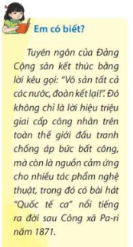 Em có biết?
Tuyên ngôn của Đảng
Cộng sản kết thúc bằng
lời kêu gọi: “Vô sản tất cả
các nước, đoàn kết lại!”. Đó
không chỉ là lời hiệu triệu
giai cấp công nhân trên
toàn thế giới đấu tranh
chống áp bức bất công,
mà còn là nguồn cảm ứng
cho nhiều tác phẩm nghệ
thuật, trong đó có bài hát
“Quốc tế ca” nổi tiếng
ra đời sau Công xã Pa-ri
năm 1871.